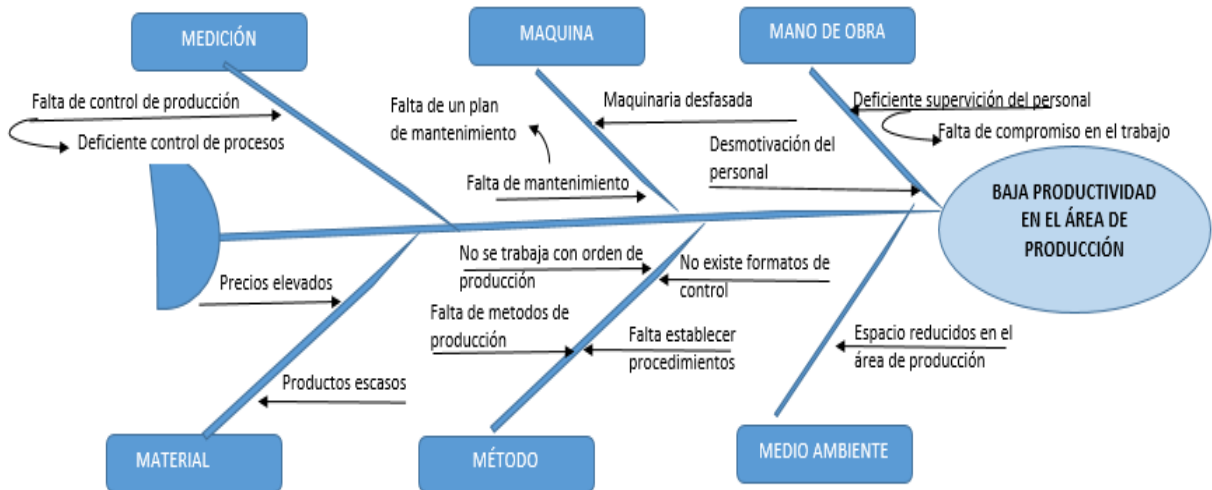 MEDICIÓN
MAQUINA
MANO DE OBRA
Falta de control de producción
Deficiente control de procesos
Falta de un plan
de mantenimiento
Falta de mantenimiento
Maquinaria desfasada
Desmotivación del
personal
Deficiente supervición del personal
Falta de compromiso en el trabajo
BAJA PRODUCTIVIDAD
EN EL ÁREA DE
PRODUCCIÓN
Precios elevados
Productos escasos
No se trabaja con orden de
producción
Falta de metodos de
producción
No existe formatos de
control
Falta establecer
procedimientos
Espacio reducidos en el
área de producción
MATERIAL
MÉTODO
MEDIO AMBIENTE